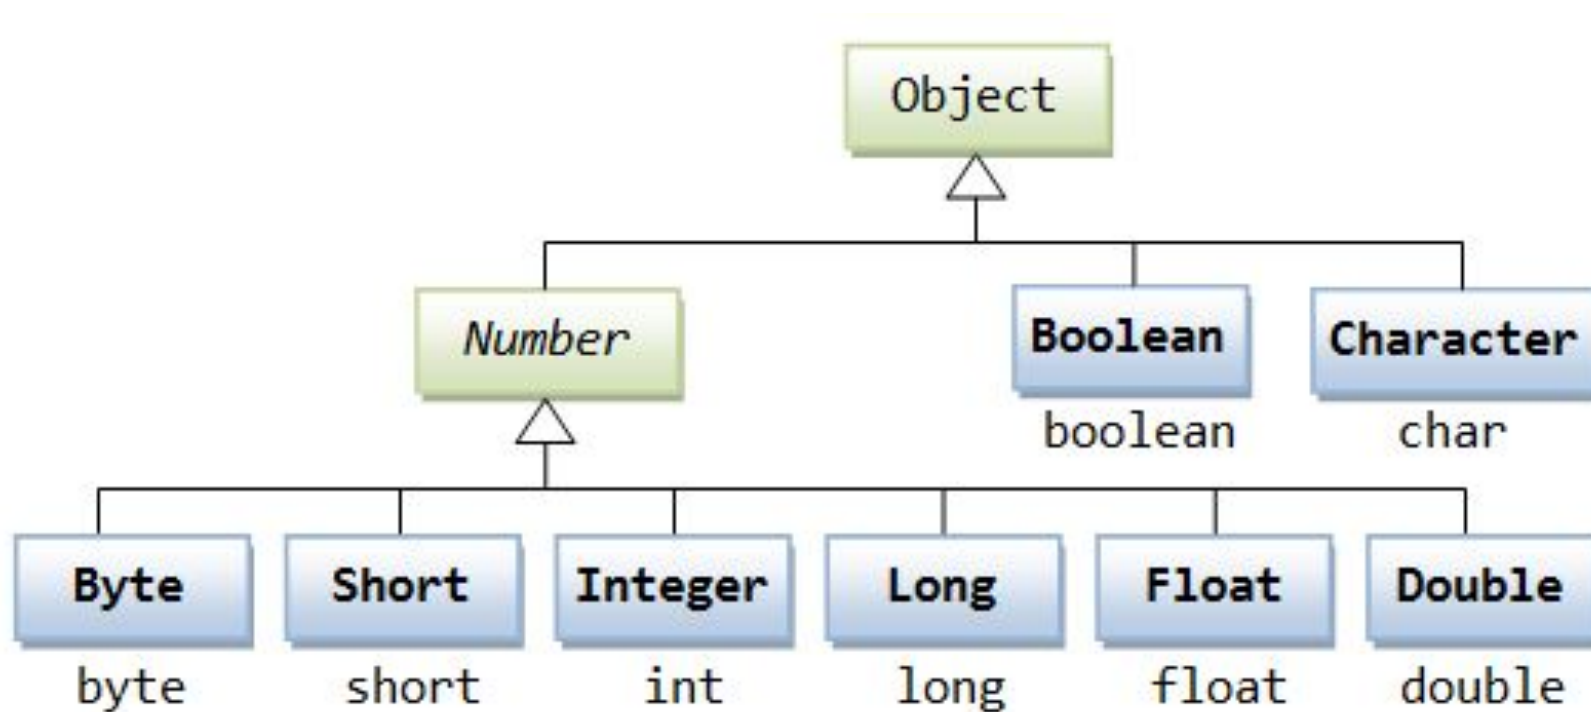 Object
Number
Boolean
Character
boolean
char
Byte
Short
Integer
Long
Float
Double
byte
short
int
long
float
double